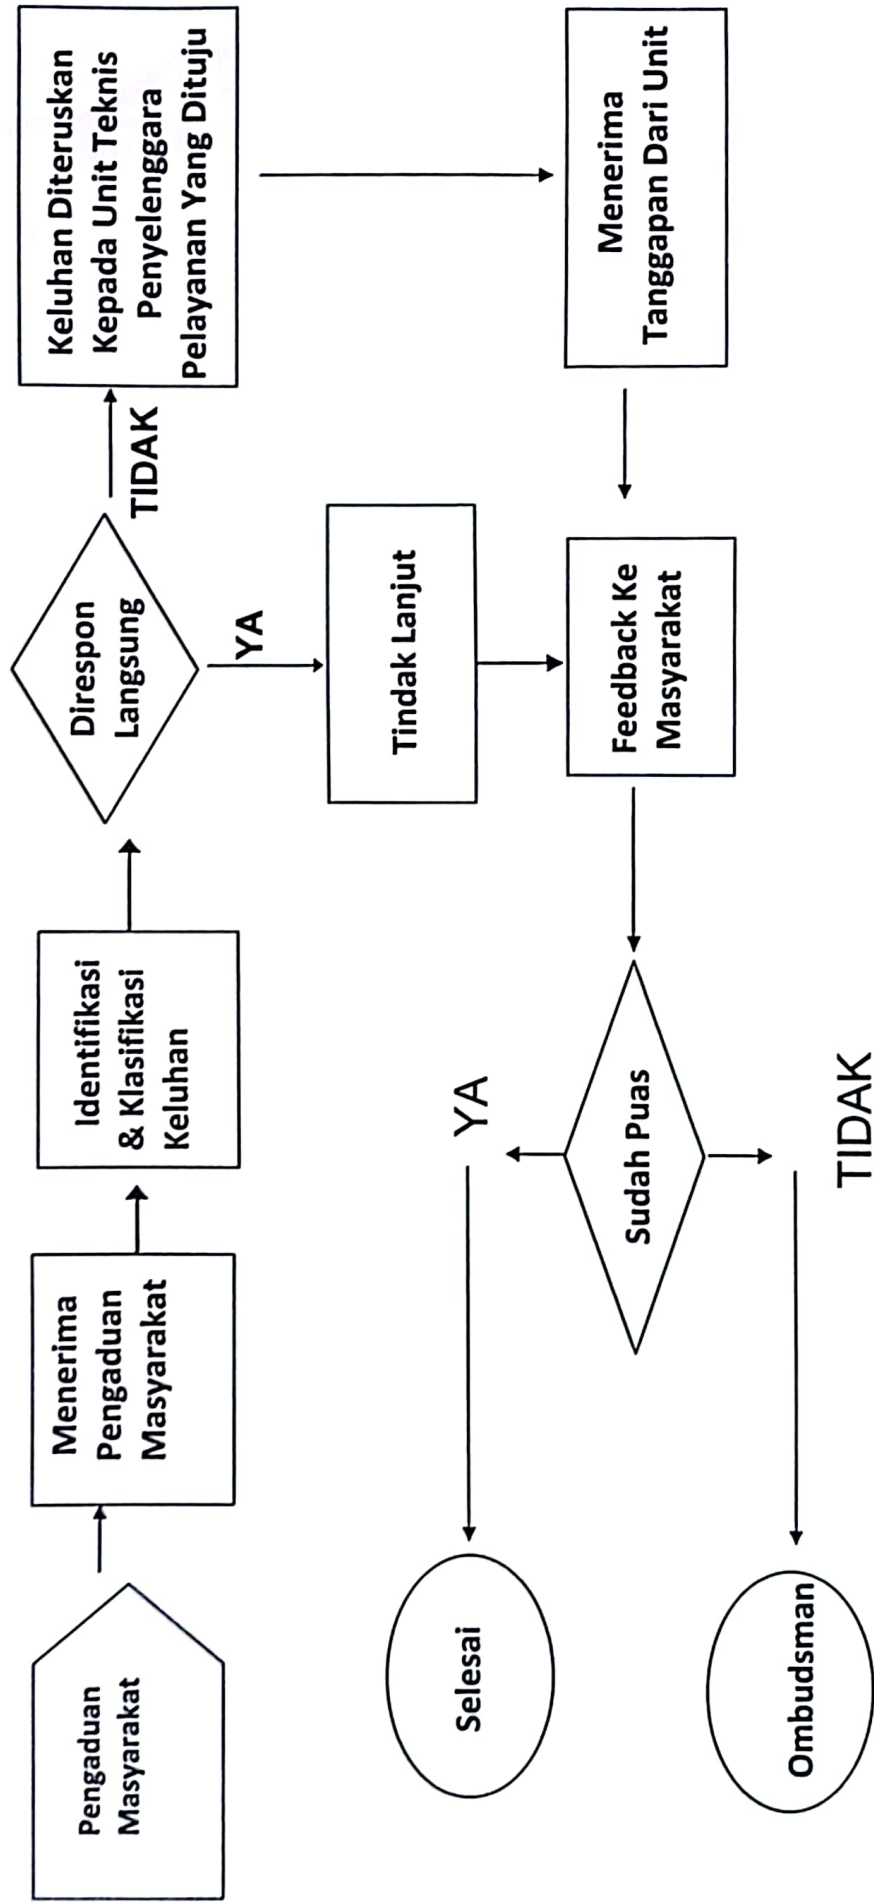 Pengaduan
Masyarakat
Menerima
Pengaduan
Masyarakat
Identifikasi
& Klasifikasi
Keluhan
Direspon
Langsung
TIDAK
Keluhan Diteruskan
Kepada Unit Teknis
Penyelenggara
Pelayanan Yang Dituju
YA
Tindak Lanjut
Menerima
Tanggapan Dari Unit
Feedback Ke
Masyarakat
Sudah Puas
YA
Selesai
TIDAK
Ombudsman